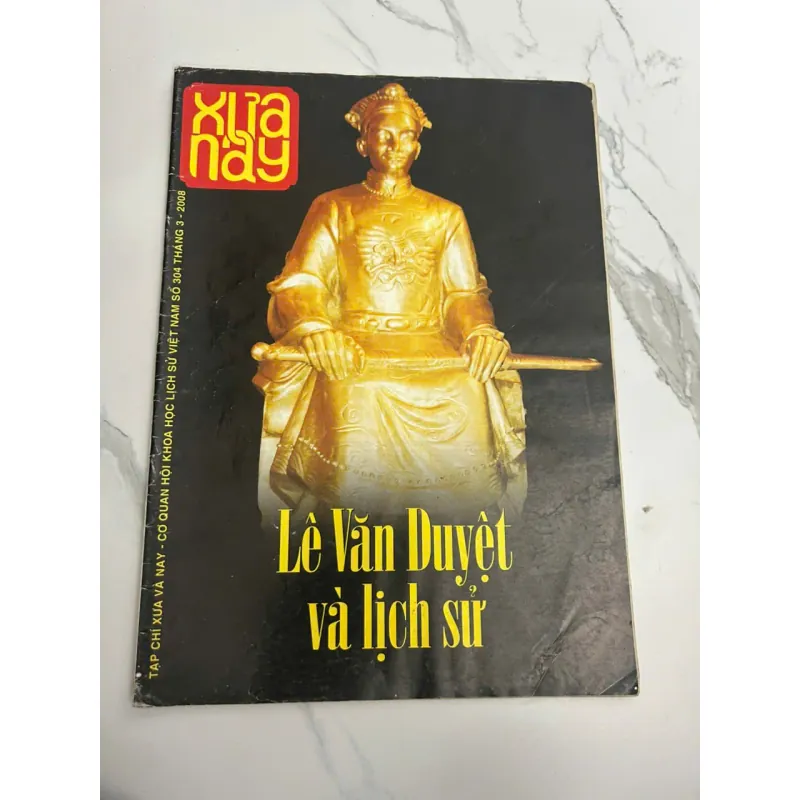 XƯA
NAY
TẠP CHÍ XƯA VÀ NAY - CƠ QUAN HỘI KHOA HỌC LỊCH SỬ VIỆT NAM SỐ 304 THÁNG 3 - 2008
Lê Văn Duyệt
và lịch sử